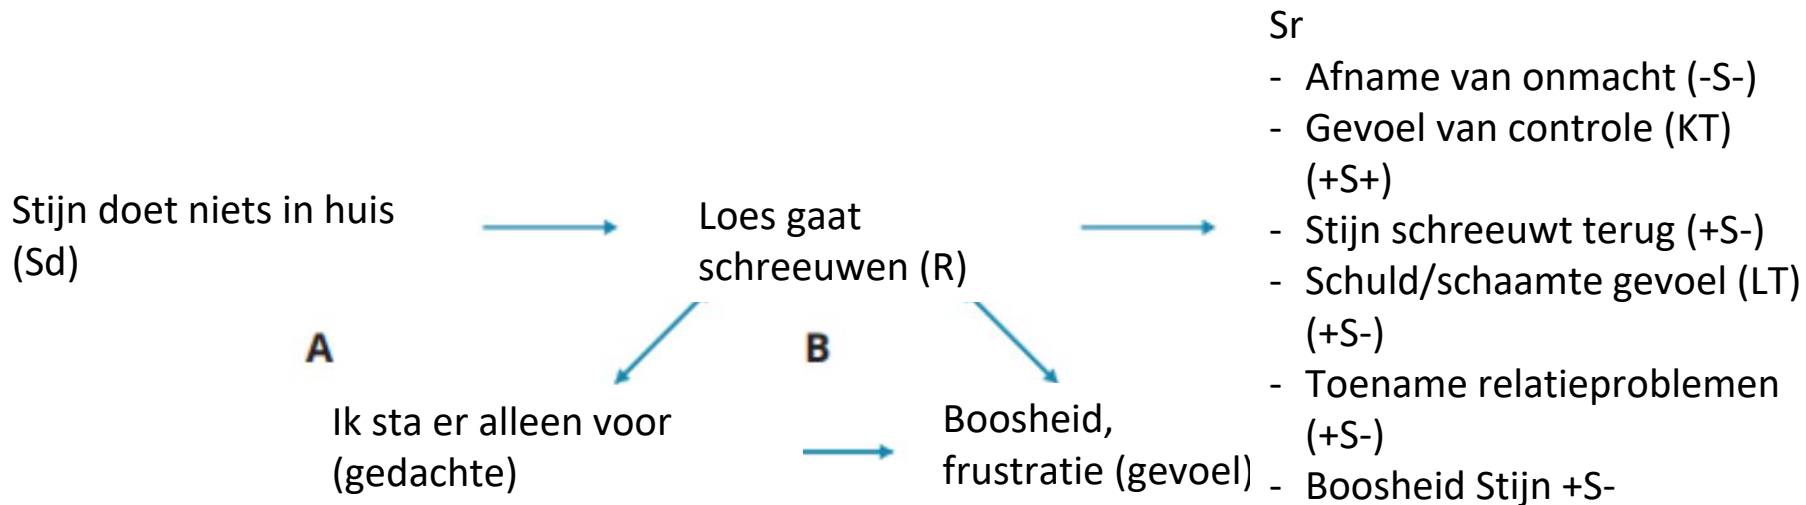 Stijn doet niets in huis
(Sd)
Loes gaat
schreeuwen (R)
A
B
Ik sta er alleen voor
(gedachte)
Boosheid,
frustratie (gevoel)
Sr
- Afname van onmacht (-S-)
- Gevoel van controle (KT)
(+S+)
- Stijn schreeuwt terug (+S-)
- Schuld/schaamte gevoel (LT)
(+S-)
- Toename relatieproblemen
(+S-)
- Boosheid Stijn +S-